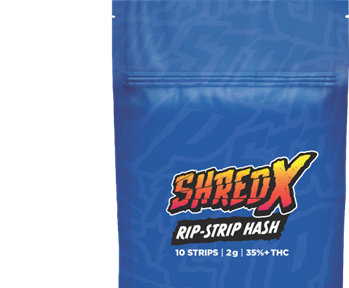 SHREDX
RIP-STRIP HASH
10 STRIPS | 2g | 35%+ THC